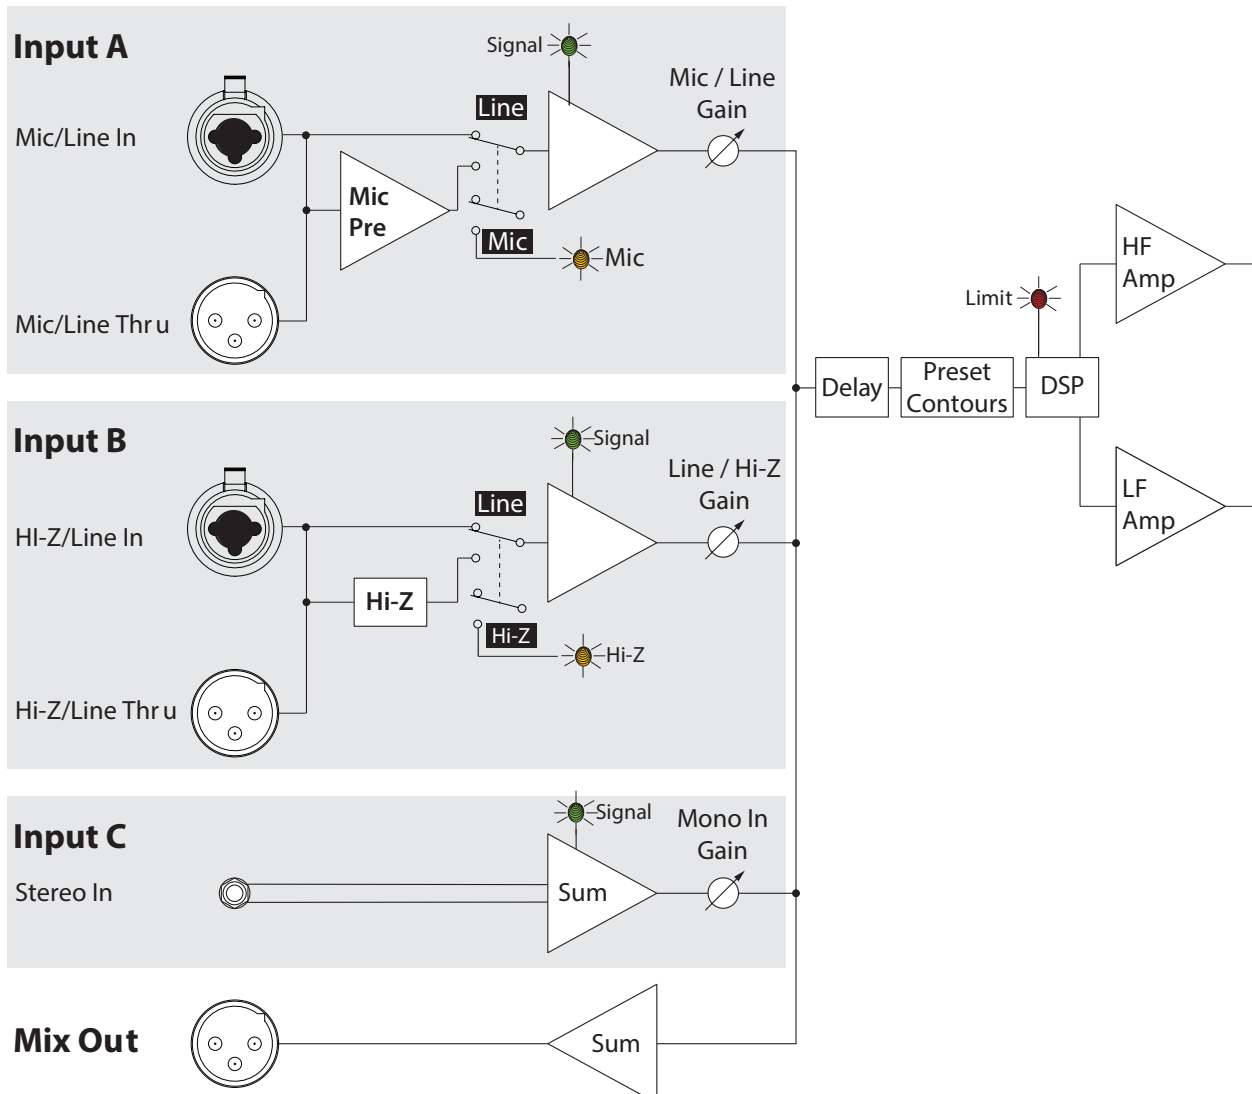 Input A
Signal
Mic / Line
Gain
Line
Mic/Line In
Mic
Pre
Mic
Mic
Mic/Line Thru
HF
Amp
Limit
Delay
Preset
Contours
DSP
LF
Amp
Input B
Signal
Line / Hi-Z
Gain
Line
HI-Z/Line In
Hi-Z
Hi-Z
Hi-Z
Hi-Z/Line Thru
Input C
Signal
Mono In
Gain
Stereo In
Sum
Mix Out
Sum